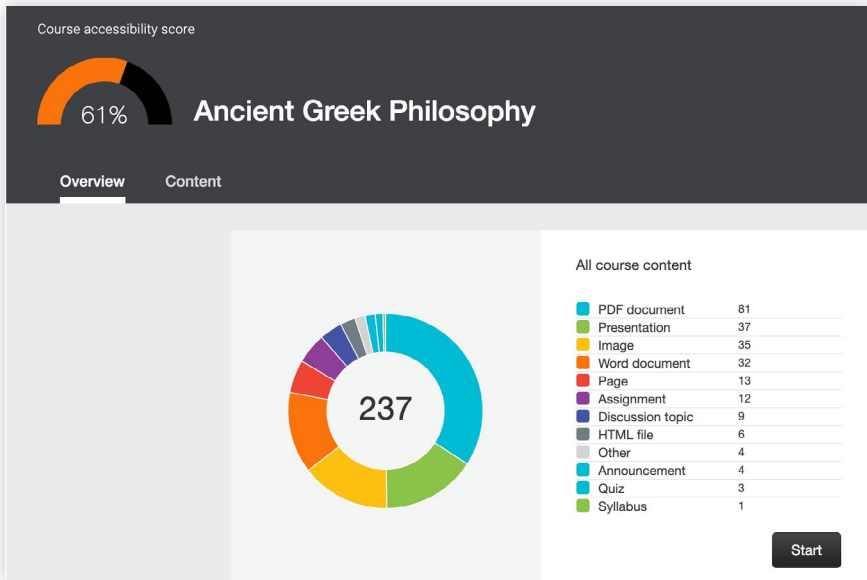 Course accessibility score
61%
Ancient Greek Philosophy
Overview Content
All course content
PDF document 81
Presentation 37
Image 35
Word document 32
Page 13
Assignment 12
Discussion topic 9
HTML file 6
Other 4
Announcement 4
Quiz 3
Syllabus 1
237
Start